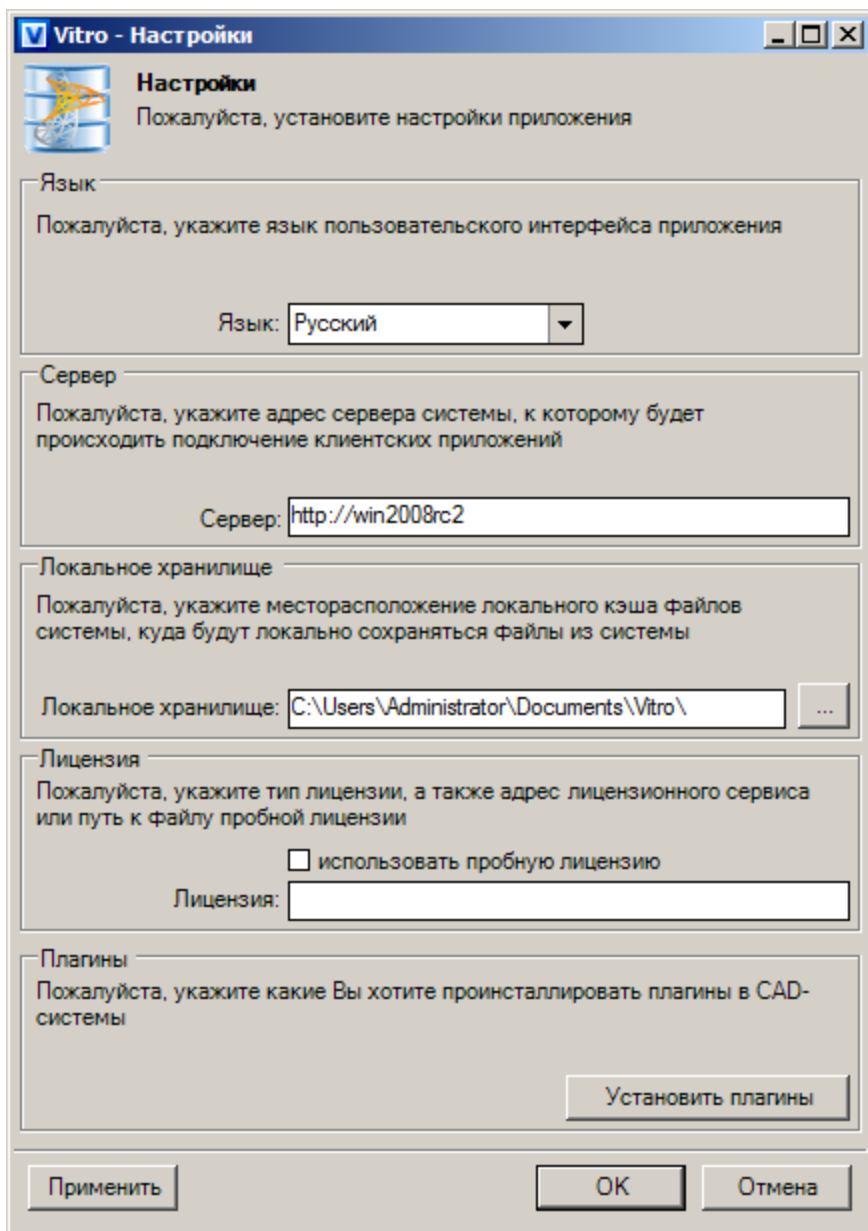 Vitro - Настройки
Настройки
Пожалуйста, установите настройки приложения
Язык
Пожалуйста, укажите язык пользовательского интерфейса приложения
Язык: Русский
Сервер
Пожалуйста, укажите адрес сервера системы, к которому будет
происходить подключение клиентских приложений
Сервер: http://win2008rc2
Локальное хранилище
Пожалуйста, укажите месторасположение локального кэша файлов
системы, куда будут локально сохраняться файлы из системы
Локальное хранилище: C:\Users\Administrator\Documents\Vitro\ ...
Лицензия
Пожалуйста, укажите тип лицензии, а также адрес лицензионного сервиса
или путь к файлу пробной лицензии
использовать пробную лицензию
Лицензия:
Плагины
Пожалуйста, укажите какие Вы хотите проинсталлировать плагины в CAD-
системы
Установить плагины
Применить OK Отмена